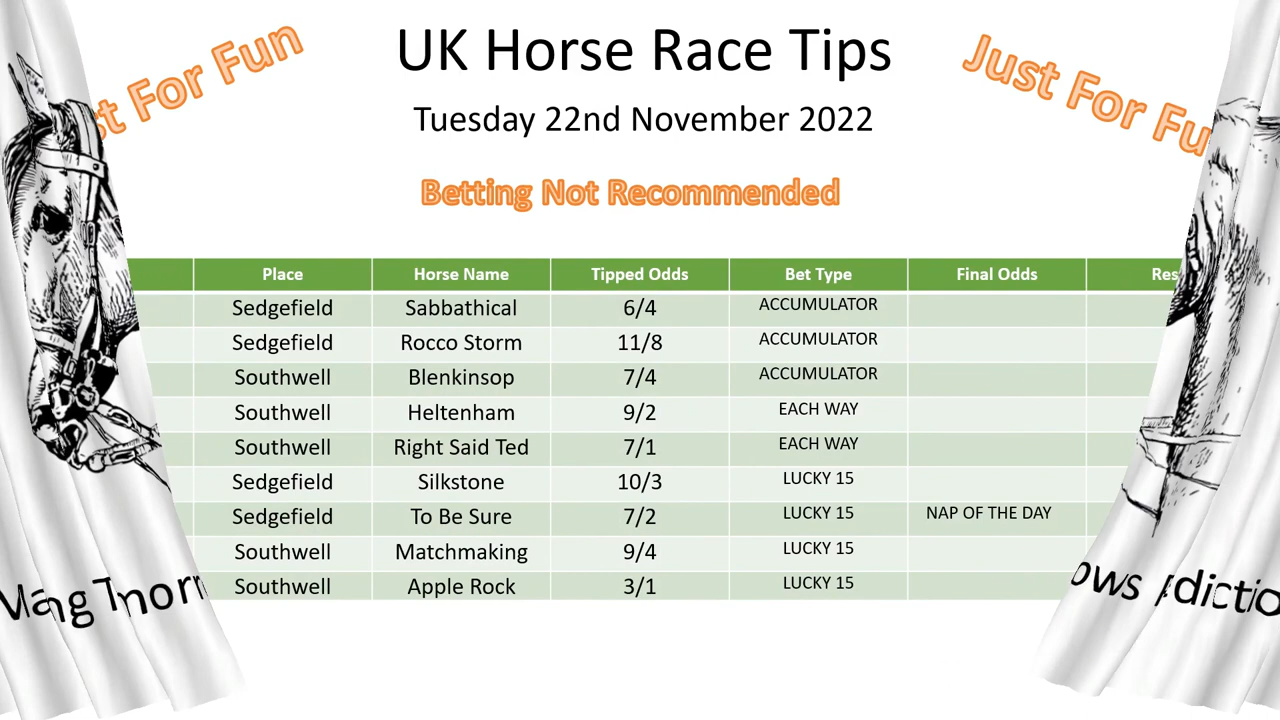 UK Horse Race Tips
Tuesday 22nd November 2022
For Fun
Just For Fu
Betting Not Recommended
Place Horse Name Tipped Odds Bet Type Final Odds Res
Sedgefield Sabbathical 6/4 ACCUMULATOR
Sedgefield Rocco Storm 11/8 ACCUMULATOR
Southwell Blenkinsop 7/4 ACCUMULATOR
Southwell Heltenham 9/2 EACH WAY
Southwell Right Said Ted 7/1 EACH WAY
Sedgefield Silkstone 10/3 LUCKY 15
Sedgefield To Be Sure 7/2 LUCKY 15 NAP OF THE DAY
Southwell Matchmaking 9/4 LUCKY 15
Southwell Apple Rock 3/1 LUCKY 15